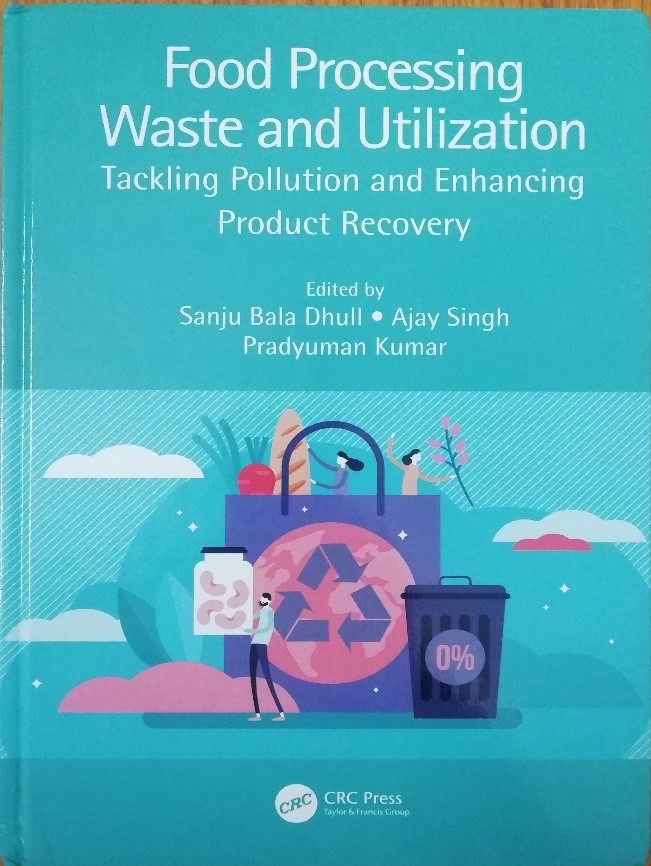 Food Processing
Waste and Utilization
Tackling Pollution and Enhancing
Product Recovery
Edited by
Sanju Bala Dhull • Ajay Singh
Pradyuman Kumar
0%
CRC CRC Press
Taylor & Francis Group